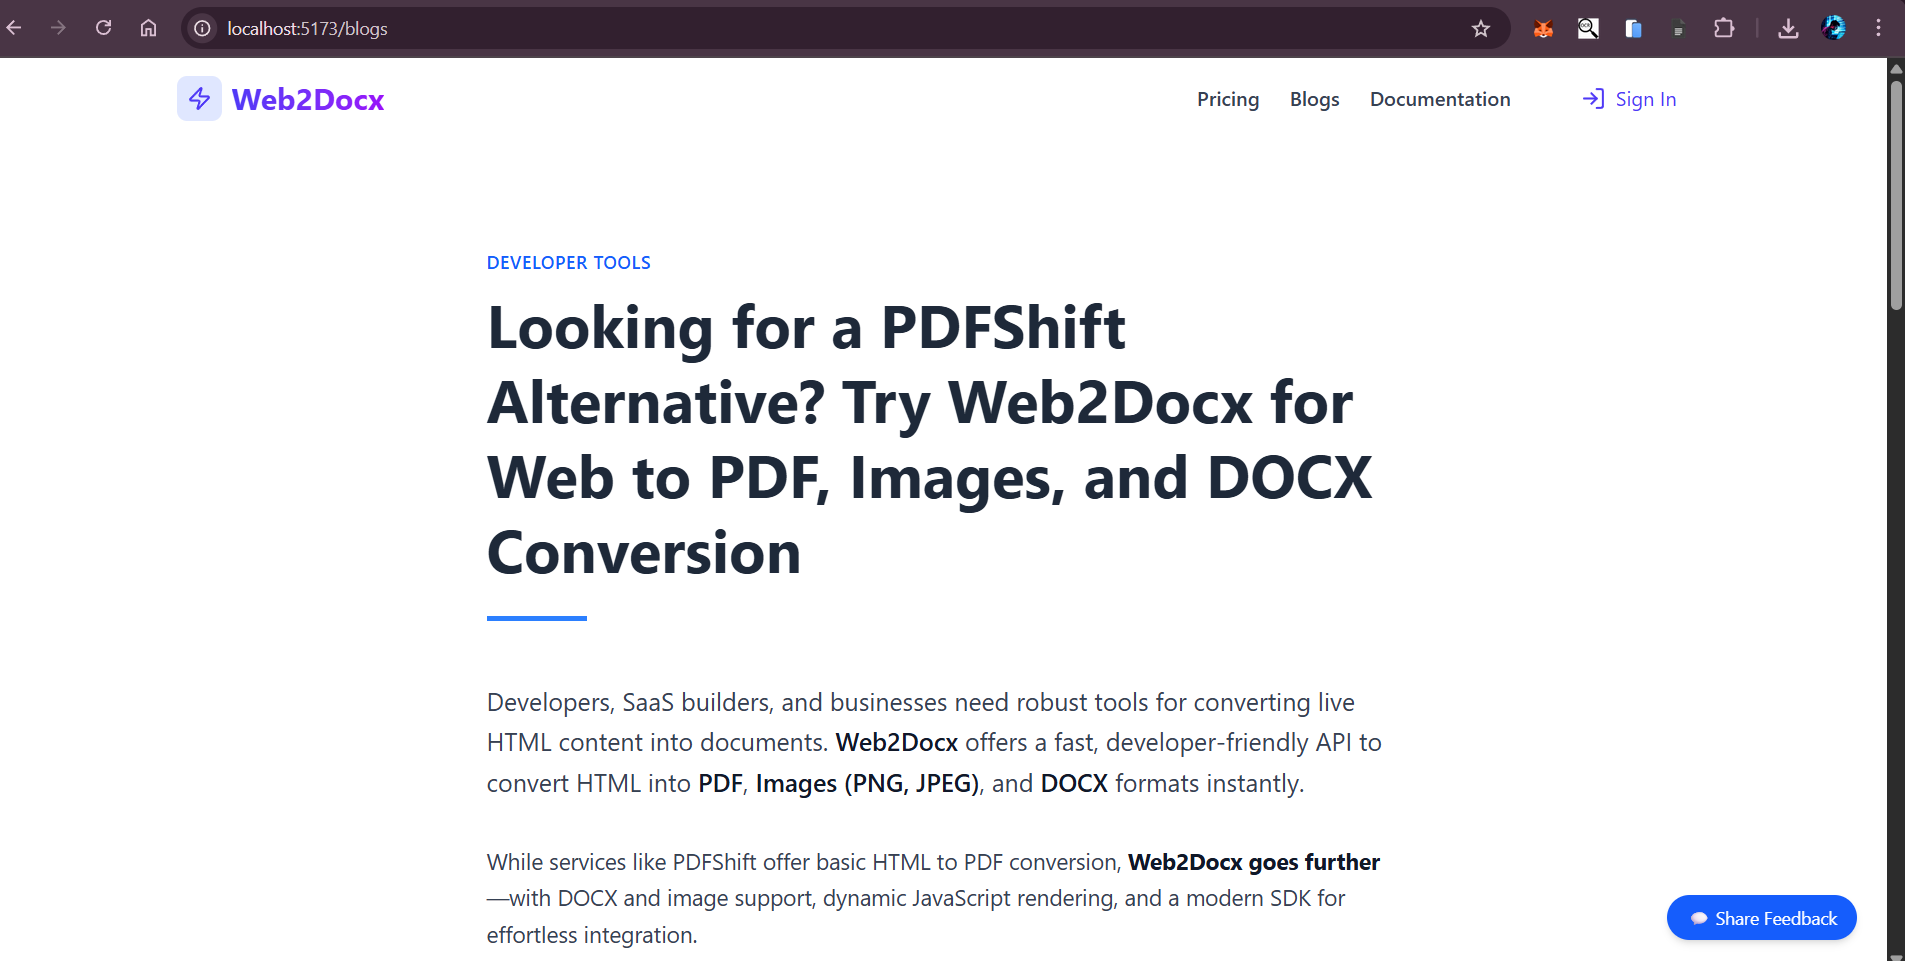 localhost:5173/blogs
Web2Docx
Pricing
Blogs
Documentation
Sign In
DEVELOPER TOOLS
Looking for a PDFShift
Alternative? Try Web2Docx for
Web to PDF, Images, and DOCX
Conversion
Developers, SaaS builders, and businesses need robust tools for converting live
HTML content into documents. Web2Docx offers a fast, developer-friendly API to
convert HTML into PDF, Images (PNG, JPEG), and DOCX formats instantly.
While services like PDFShift offer basic HTML to PDF conversion, Web2Docx goes further
—with DOCX and image support, dynamic JavaScript rendering, and a modern SDK for
effortless integration.
Share Feedback